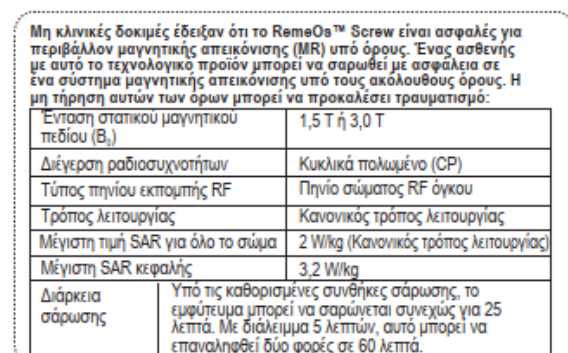 Μη κλινικές δοκιμές έδειξαν ότι το RemeOs™ Screw είναι ασφαλές για
περιβάλλον μαγνητικής απεικόνισης (MR) υπό όρους. Ένας ασθενής
με αυτό το τεχνολογικό προϊόν μπορεί να σαρωθεί με ασφάλεια σε
ένα σύστημα μαγνητικής απεικόνισης υπό τους ακόλουθους όρους. Η
μη τήρηση αυτών των όρων μπορεί να προκαλέσει τραυματισμό:
Ένταση στατικού μαγνητικού
πεδίου (B₀)
1,5 T ή 3,0 T
Διέγερση ραδιοσυχνοτήτων
Κυκλικά πολωμένο (CP)
Τύπος πηνίου εκπομπής RF
Πηνίο σώματος RF όγκου
Τρόπος λειτουργίας
Κανονικός τρόπος λειτουργίας
Μέγιστη τιμή SAR για όλο το σώμα
2 W/kg (Κανονικός τρόπος λειτουργίας)
Μέγιστη SAR κεφαλής
3,2 W/kg
Διάρκεια
σάρωσης
Υπό τις καθορισμένες συνθήκες σάρωσης, το
εμφύτευμα μπορεί να σαρώνεται συνεχώς για 25
λεπτά. Με διάλειμμα 5 λεπτών, αυτό μπορεί να
επαναληφθεί δύο φορές σε 60 λεπτά.